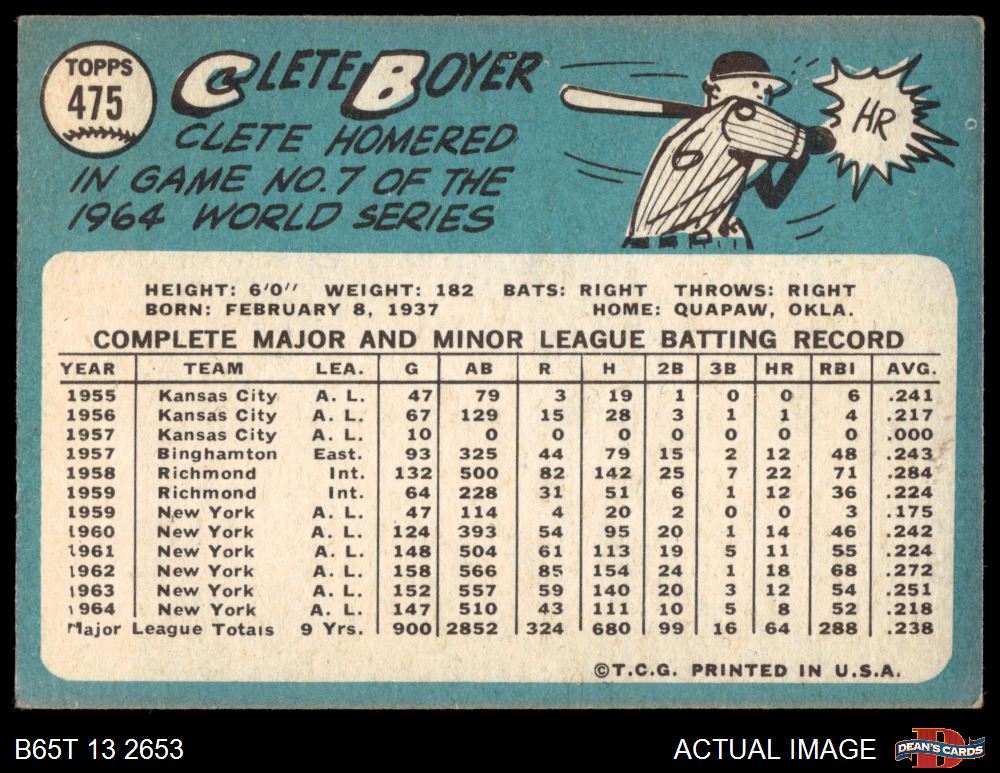 TOPPS
475
CLETE BOYER
CLETE HOMERED
IN GAME NO. 7 OF THE
1964 WORLD SERIES
HR
6
HEIGHT: 6'0" WEIGHT: 182 BATS: RIGHT THROWS: RIGHT
BORN: FEBRUARY 8, 1937 HOME: QUAPAW, OKLA.
COMPLETE MAJOR AND MINOR LEAGUE BATTING RECORD
YEAR TEAM LEA. G AB R H 2B 3B HR RBI AVG.
1955 Kansas City A. L. 47 79 3 19 1 0 0 6 .241
1956 Kansas City A. L. 67 129 15 28 3 1 1 4 .217
1957 Kansas City A. L. 10 0 0 0 0 0 0 0 .000
1957 Binghamton East. 93 325 44 79 15 2 12 48 .243
1958 Richmond Int. 132 500 82 142 25 7 22 71 .284
1959 Richmond Int. 64 228 31 51 6 1 12 36 .224
1959 New York A. L. 47 114 4 20 2 0 0 3 .175
1960 New York A. L. 124 393 54 95 20 1 14 46 .242
1961 New York A. L. 148 504 61 113 19 5 11 55 .224
1962 New York A. L. 158 566 85 154 24 1 18 68 .272
1963 New York A. L. 152 557 59 140 20 3 12 54 .251
1964 New York A. L. 147 510 43 111 10 5 8 52 .218
Major League Totals 9 Yrs. 900 2852 324 680 99 16 64 288 .238
©T.C.G. PRINTED IN U.S.A.
B65T 13 2653
ACTUAL IMAGE
D
DEAN'S CARDS